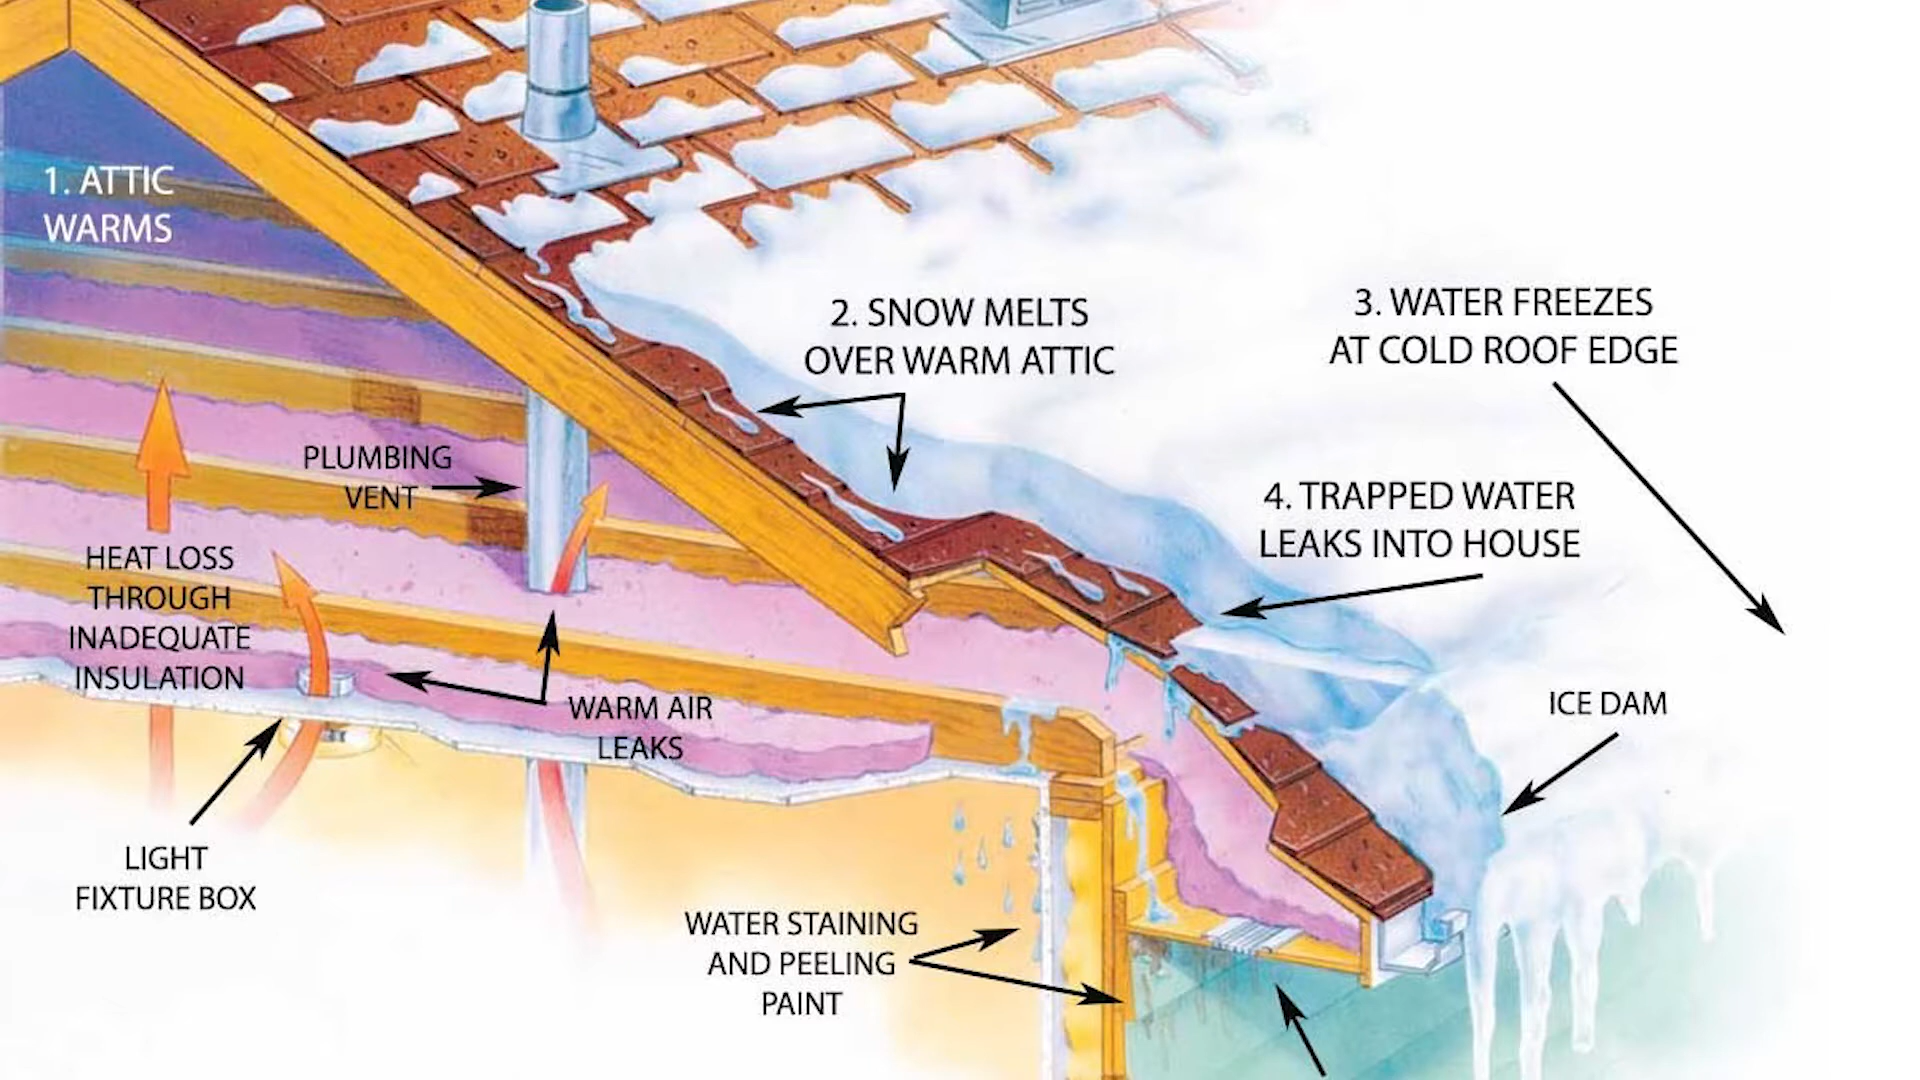 1. ATTIC
WARMS
2. SNOW MELTS
OVER WARM ATTIC
3. WATER FREEZES
AT COLD ROOF EDGE
PLUMBING
VENT
4. TRAPPED WATER
LEAKS INTO HOUSE
HEAT LOSS
THROUGH
INADEQUATE
INSULATION
WARM AIR
LEAKS
ICE DAM
LIGHT
FIXTURE BOX
WATER STAINING
AND PEELING
PAINT